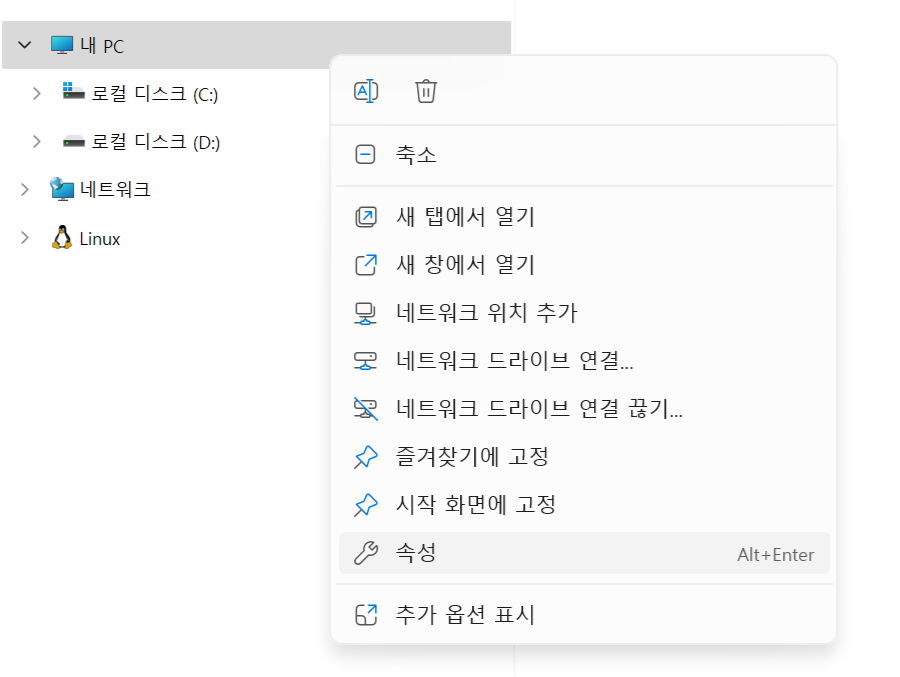 내 PC
로컬 디스크 (C:)
로컬 디스크 (D:)
네트워크
Linux
축소
새 탭에서 열기
새 창에서 열기
네트워크 위치 추가
네트워크 드라이브 연결...
네트워크 드라이브 연결 끊기...
즐겨찾기에 고정
시작 화면에 고정
속성 Alt+Enter
추가 옵션 표시